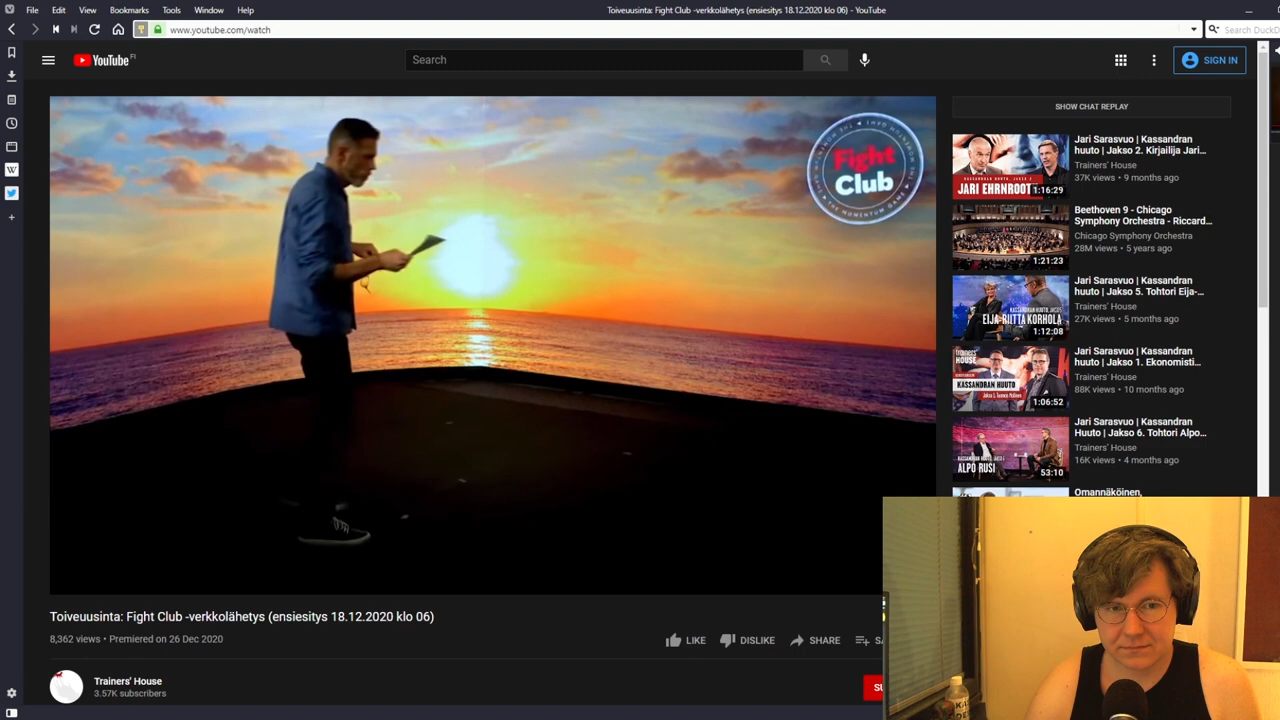 File Edit View Bookmarks Tools Window Help
Toiveuusinta: Fight Club -verkkolähetys (ensiesitys 18.12.2020 klo 06) - YouTube
www.youtube.com/watch
YouTube FI
Search
SIGN IN
Fight
Club
THE MOMENTUM GAME
SHOW CHAT REPLAY
JARI EHRNROOT
1:16:29
Jari Sarasvuo | Kassandran
huuto | Jakso 2. Kirjailija Jari...
Trainers' House
37K views • 9 months ago
1:21:23
Beethoven 9 - Chicago
Symphony Orchestra - Riccard...
Chicago Symphony Orchestra
28M views • 5 years ago
EIJA-RIITTA KORHOLA
1:12:08
Jari Sarasvuo | Kassandran
huuto | Jakso 5. Tohtori Eija-...
Trainers' House
27K views • 5 months ago
Trainers'
HOUSE
KASSANDRAN HUUTO
1:06:52
Jari Sarasvuo | Kassandran
huuto | Jakso 1. Ekonomisti...
Trainers' House
88K views • 10 months ago
ALPO RUSI
53:10
Jari Sarasvuo | Kassandran
Huuto | Jakso 6. Tohtori Alpo...
Trainers' House
16K views • 4 months ago
Omannäköinen,
Toiveuusinta: Fight Club -verkkolähetys (ensiesitys 18.12.2020 klo 06)
8,362 views • Premiered on 26 Dec 2020
LIKE DISLIKE SHARE
Trainers' House
3.57K subscribers